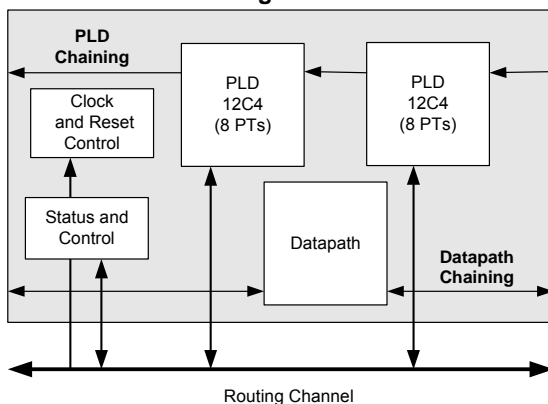 PLD
Chaining
PLD
12C4
(8 PTs)
PLD
12C4
(8 PTs)
Clock
and Reset
Control
Status and
Control
Datapath
Datapath
Chaining
Routing Channel